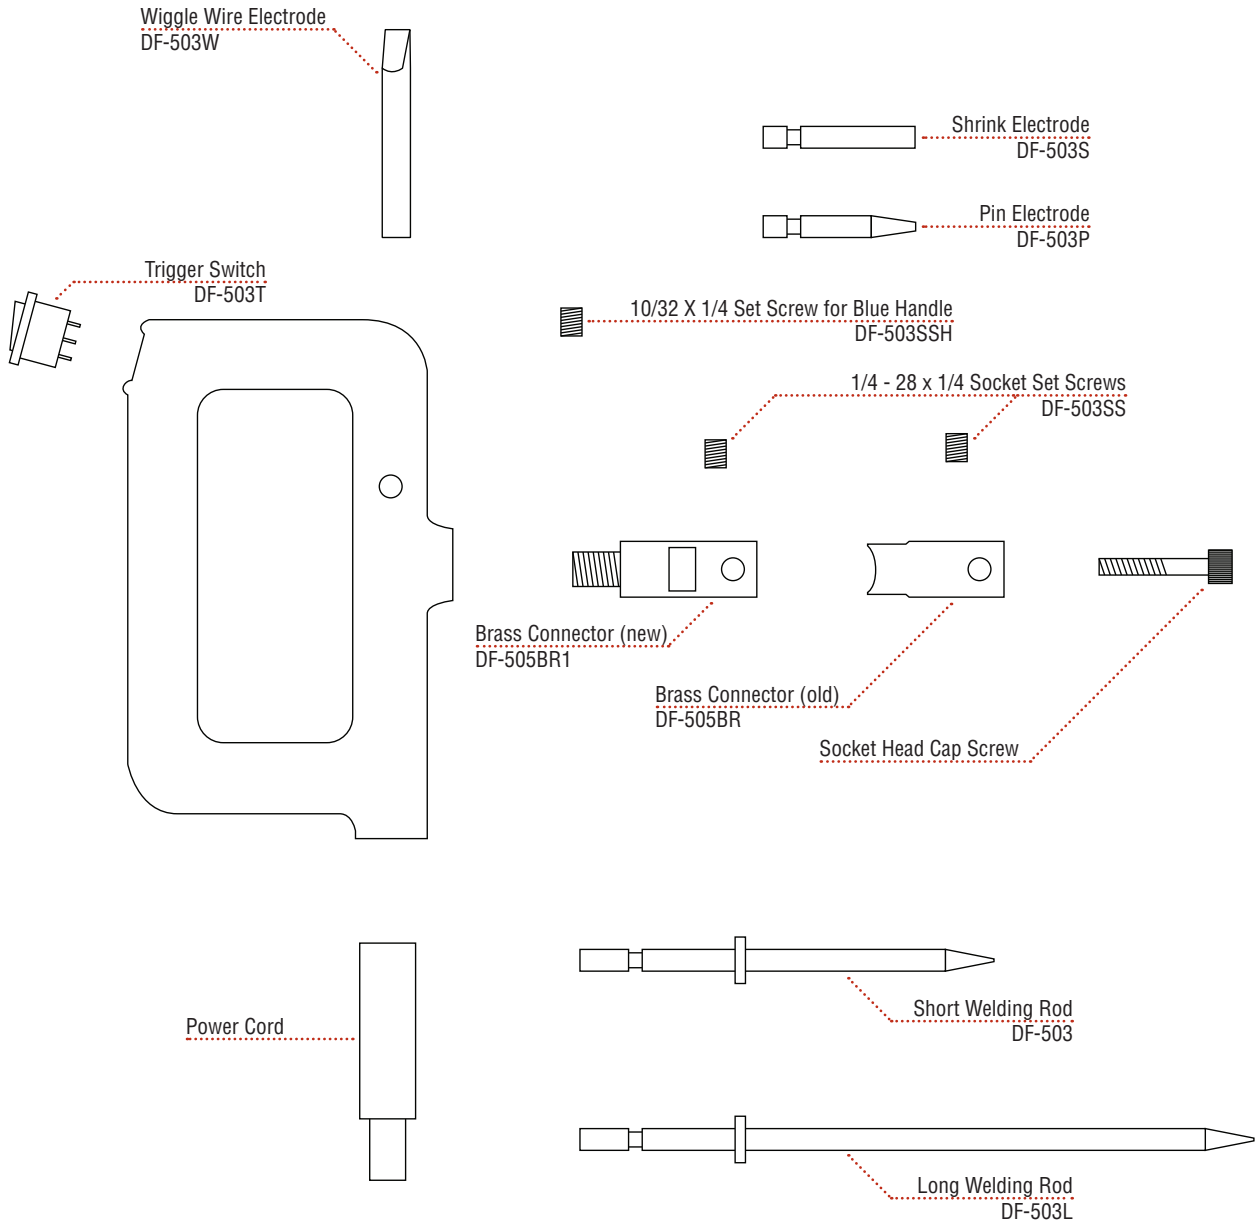 Wiggle Wire Electrode
DF-503W
Shrink Electrode
DF-503S
Pin Electrode
DF-503P
Trigger Switch
DF-503T
10/32 X 1/4 Set Screw for Blue Handle
DF-503SSH
1/4 - 28 x 1/4 Socket Set Screws
DF-503SS
Brass Connector (new)
DF-505BR1
Brass Connector (old)
DF-505BR
Socket Head Cap Screw
Short Welding Rod
DF-503
Power Cord
Long Welding Rod
DF-503L